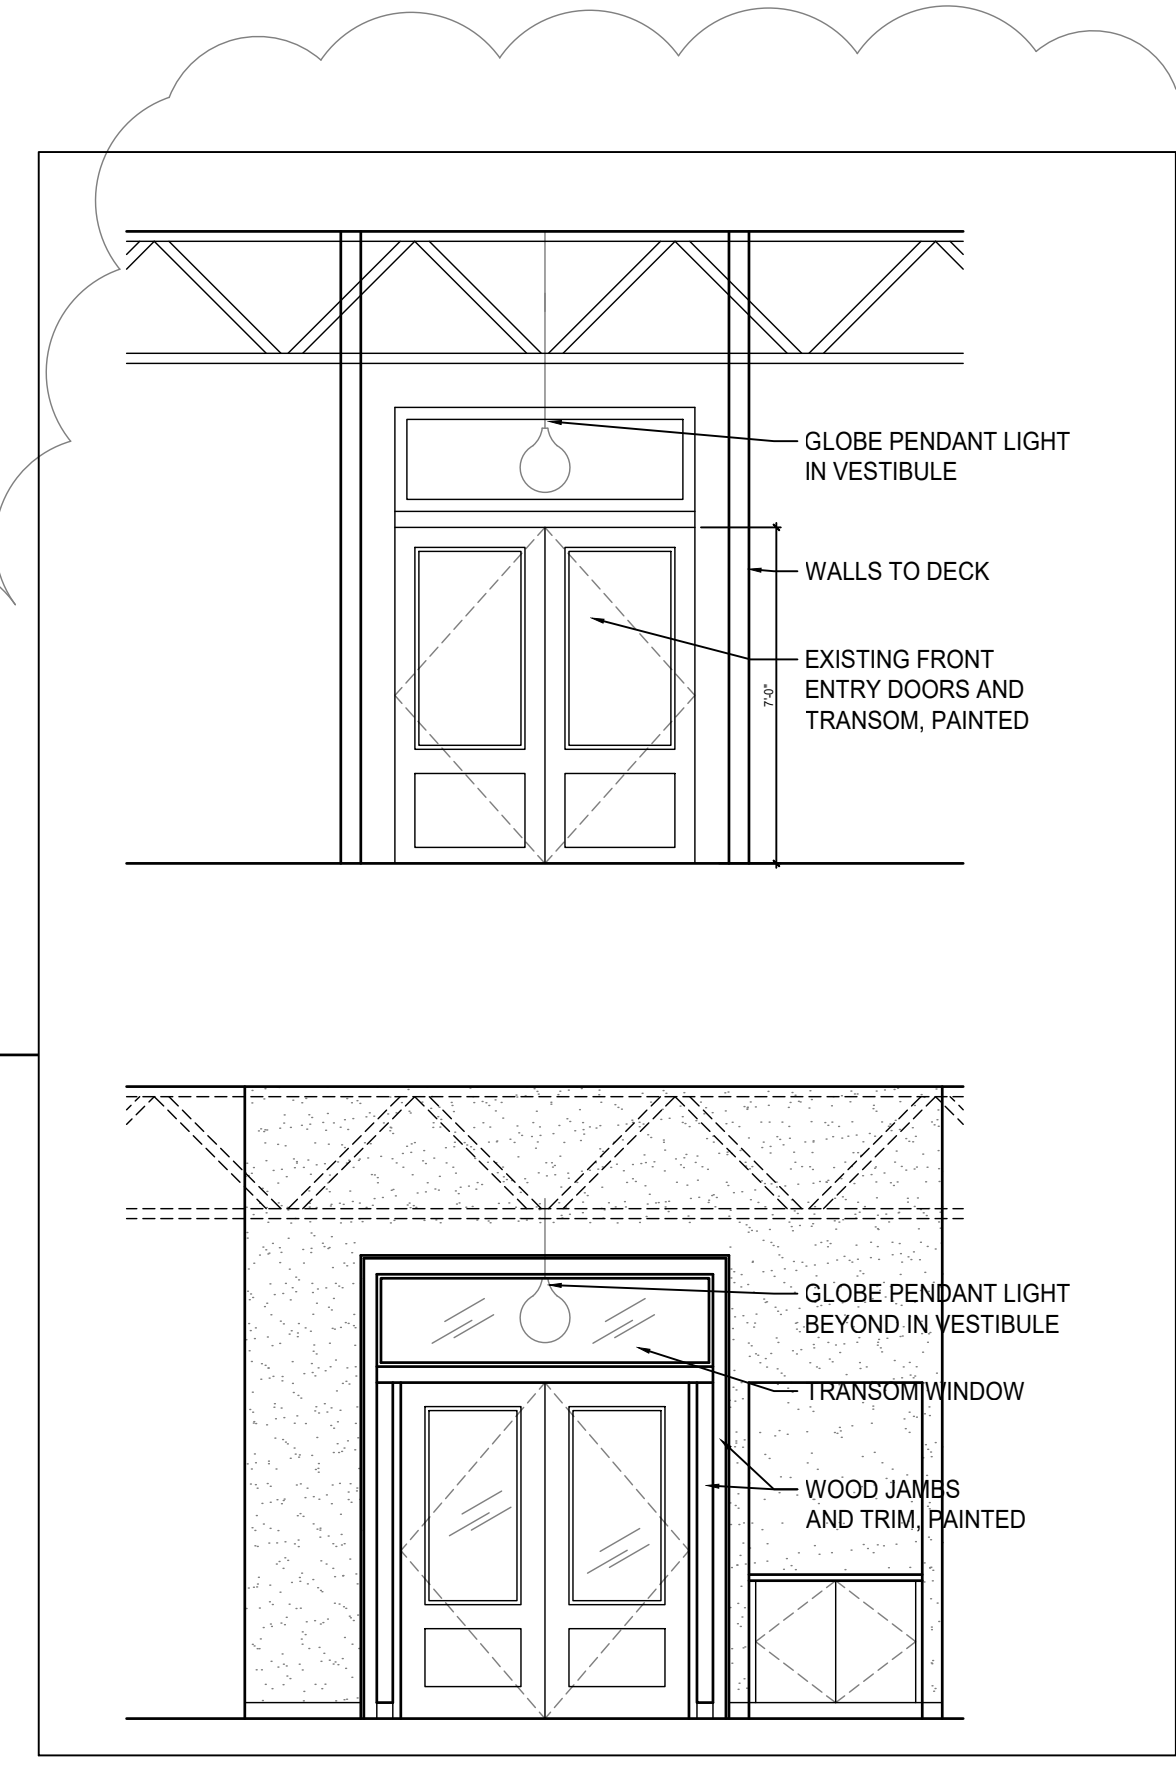 GLOBE PENDANT LIGHT
IN VESTIBULE
WALLS TO DECK
EXISTING FRONT
ENTRY DOORS AND
TRANSOM, PAINTED
7'-0"
GLOBE PENDANT LIGHT
BEYOND IN VESTIBULE
TRANSOM WINDOW
WOOD JAMBS
AND TRIM, PAINTED